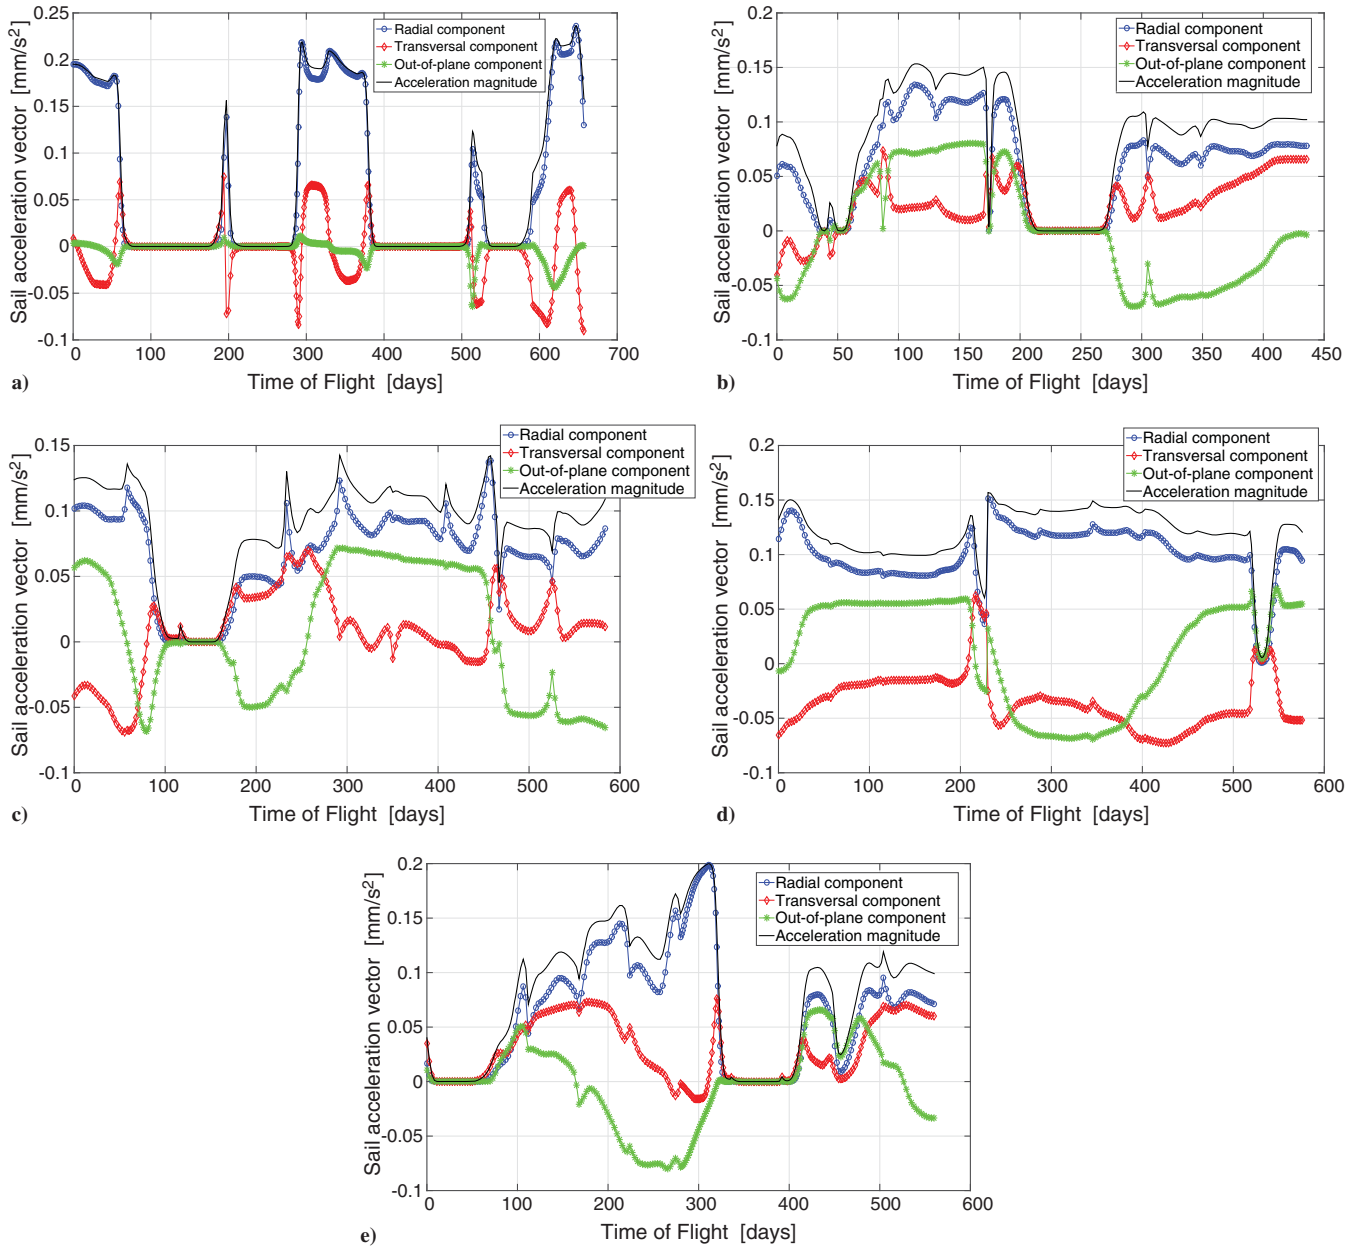 Sail acceleration vector [mm/s²]
0.25
0.2
0.15
0.1
0.05
0
-0.05
-0.1
Radial component
Transversal component
Out-of-plane component
Acceleration magnitude
0 100 200 300 400 500 600 700
Time of Flight [days]
a)
Sail acceleration vector [mm/s²]
0.2
0.15
0.1
0.05
0
-0.05
-0.1
Radial component
Transversal component
Out-of-plane component
Acceleration magnitude
0 50 100 150 200 250 300 350 400 450
Time of Flight [days]
b)
Sail acceleration vector [mm/s²]
0.15
0.1
0.05
0
-0.05
-0.1
Radial component
Transversal component
Out-of-plane component
Acceleration magnitude
0 100 200 300 400 500 600
Time of Flight [days]
c)
Sail acceleration vector [mm/s²]
0.2
0.15
0.1
0.05
0
-0.05
-0.1
Radial component
Transversal component
Out-of-plane component
Acceleration magnitude
0 100 200 300 400 500 600
Time of Flight [days]
d)
Sail acceleration vector [mm/s²]
0.2
0.15
0.1
0.05
0
-0.05
-0.1
Radial component
Transversal component
Out-of-plane component
Acceleration magnitude
0 100 200 300 400 500 600
Time of Flight [days]
e)